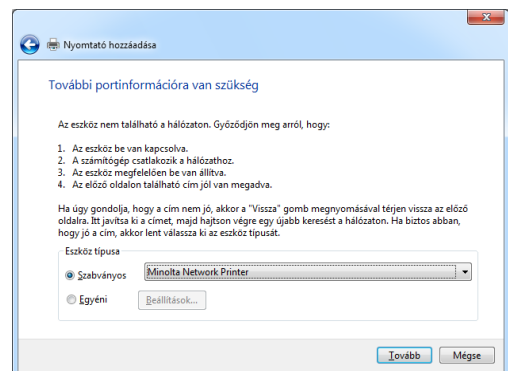 Nyomtató hozzáadása
További portinformációra van szükség
Az eszköz nem található a hálózaton. Győződjön meg arról, hogy:
1. Az eszköz be van kapcsolva.
2. A számítógép csatlakozik a hálózathoz.
3. Az eszköz megfelelően be van állítva.
4. Az előző oldalon található cím jól van megadva.
Ha úgy gondolja, hogy a cím nem jó, akkor a "Vissza" gomb megnyomásával térjen vissza az előző
oldalra. Itt javítsa ki a címet, majd hajtson végre egy újabb keresést a hálózaton. Ha biztos abban,
hogy jó a cím, akkor lent válassza ki az eszköz típusát.
Eszköz típusa
Szabványos Minolta Network Printer
Egyéni Beállítások...
Tovább Mégse